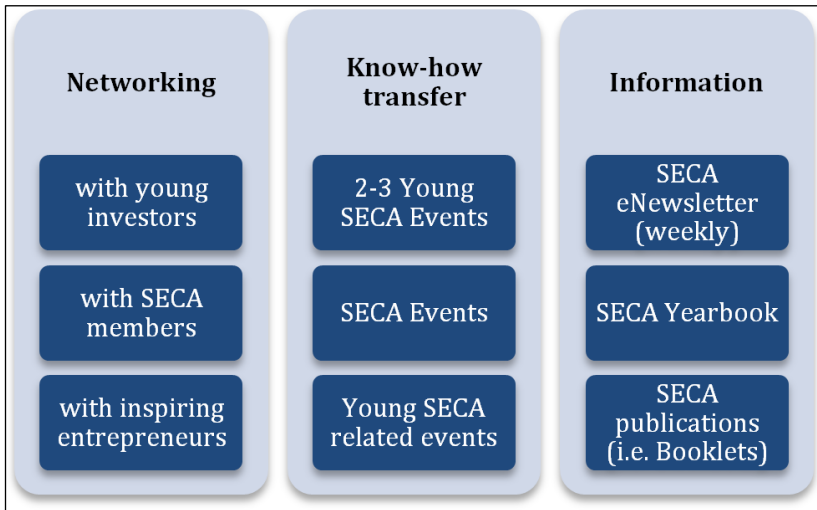 Networking
with young
investors
with SECA
members
with inspiring
entrepreneurs
Know-how
transfer
2-3 Young
SECA Events
SECA Events
Young SECA
related events
Information
SECA
eNewsletter
(weekly)
SECA Yearbook
SECA
publications
(i.e. Booklets)